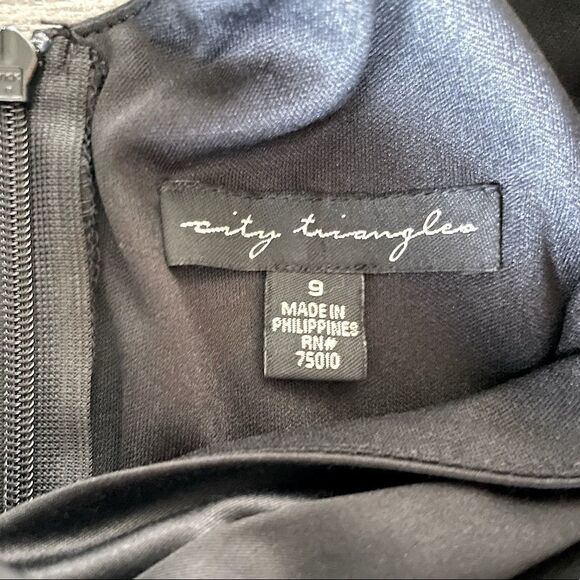 city triangles
9
MADE IN
PHILIPPINES
RN#
75010